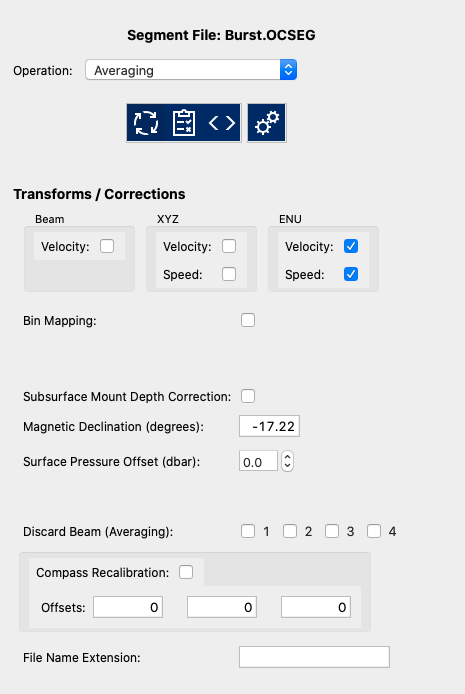 Segment File: Burst.OCSEG
Operation: Averaging
Transforms / Corrections
Beam XYZ ENU
Velocity: Velocity: Velocity:
Speed: Speed:
Bin Mapping:
Subsurface Mount Depth Correction:
Magnetic Declination (degrees): -17.22
Surface Pressure Offset (dbar): 0.0
Discard Beam (Averaging): 1 2 3 4
Compass Recalibration:
Offsets: 0 0 0
File Name Extension: